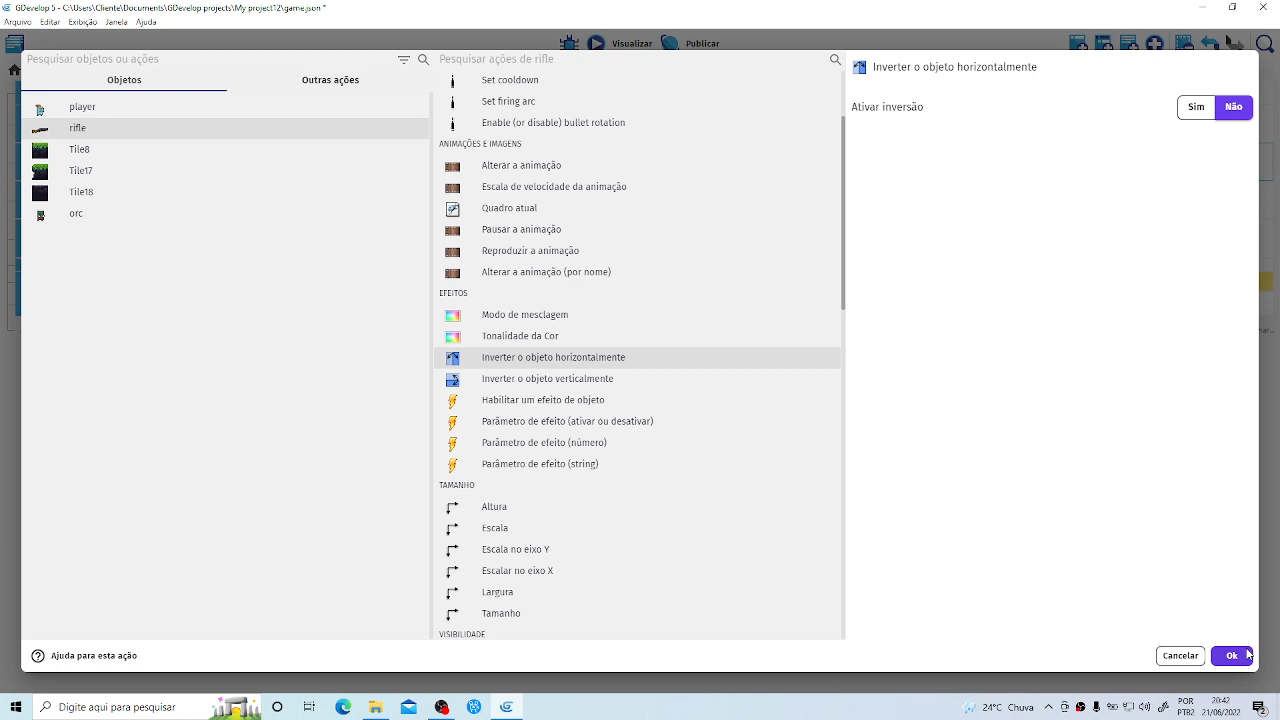 GDevelop 5 - C:\Users\Cliente\Documents\GDevelop projects\My project12\game.json *
Arquivo Editar Exibição Janela Ajuda
Visualizar Publicar
Pesquisar objetos ou ações
Objetos Outras ações
player
rifle
Tile8
Tile17
Tile18
orc
Pesquisar ações de rifle
Set cooldown
Set firing arc
Enable (or disable) bullet rotation
ANIMAÇÕES E IMAGENS
Alterar a animação
Escala de velocidade da animação
Quadro atual
Pausar a animação
Reproduzir a animação
Alterar a animação (por nome)
EFEITOS
Modo de mesclagem
Tonalidade da Cor
Inverter o objeto horizontalmente
Inverter o objeto verticalmente
Habilitar um efeito de objeto
Parâmetro de efeito (ativar ou desativar)
Parâmetro de efeito (número)
Parâmetro de efeito (string)
TAMANHO
Altura
Escala
Escala no eixo Y
Escalar no eixo X
Largura
Tamanho
VISIBILIDADE
Inverter o objeto horizontalmente
Ativar inversão Sim Não
Ajuda para esta ação
Cancelar Ok
Digite aqui para pesquisar
24°C Chuva
POR
PTB2
20:42
21/06/2022
2